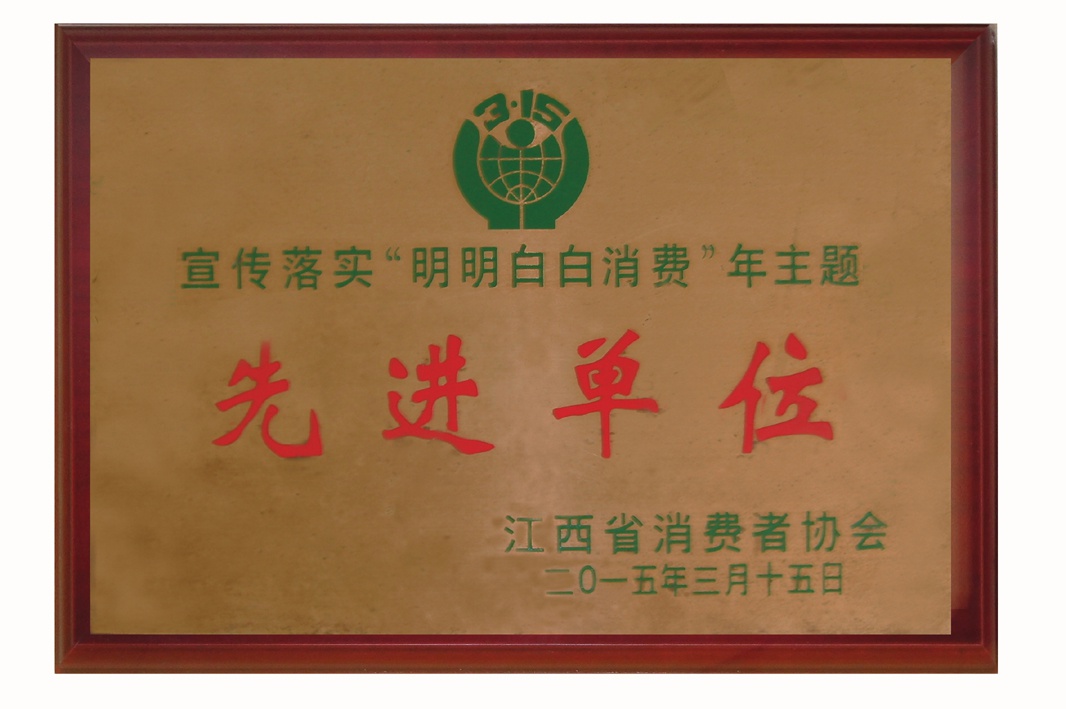 3·15
宣传落实“明明白白消费”年主题
先进单位
江西省消费者协会
二0一五年三月十五日